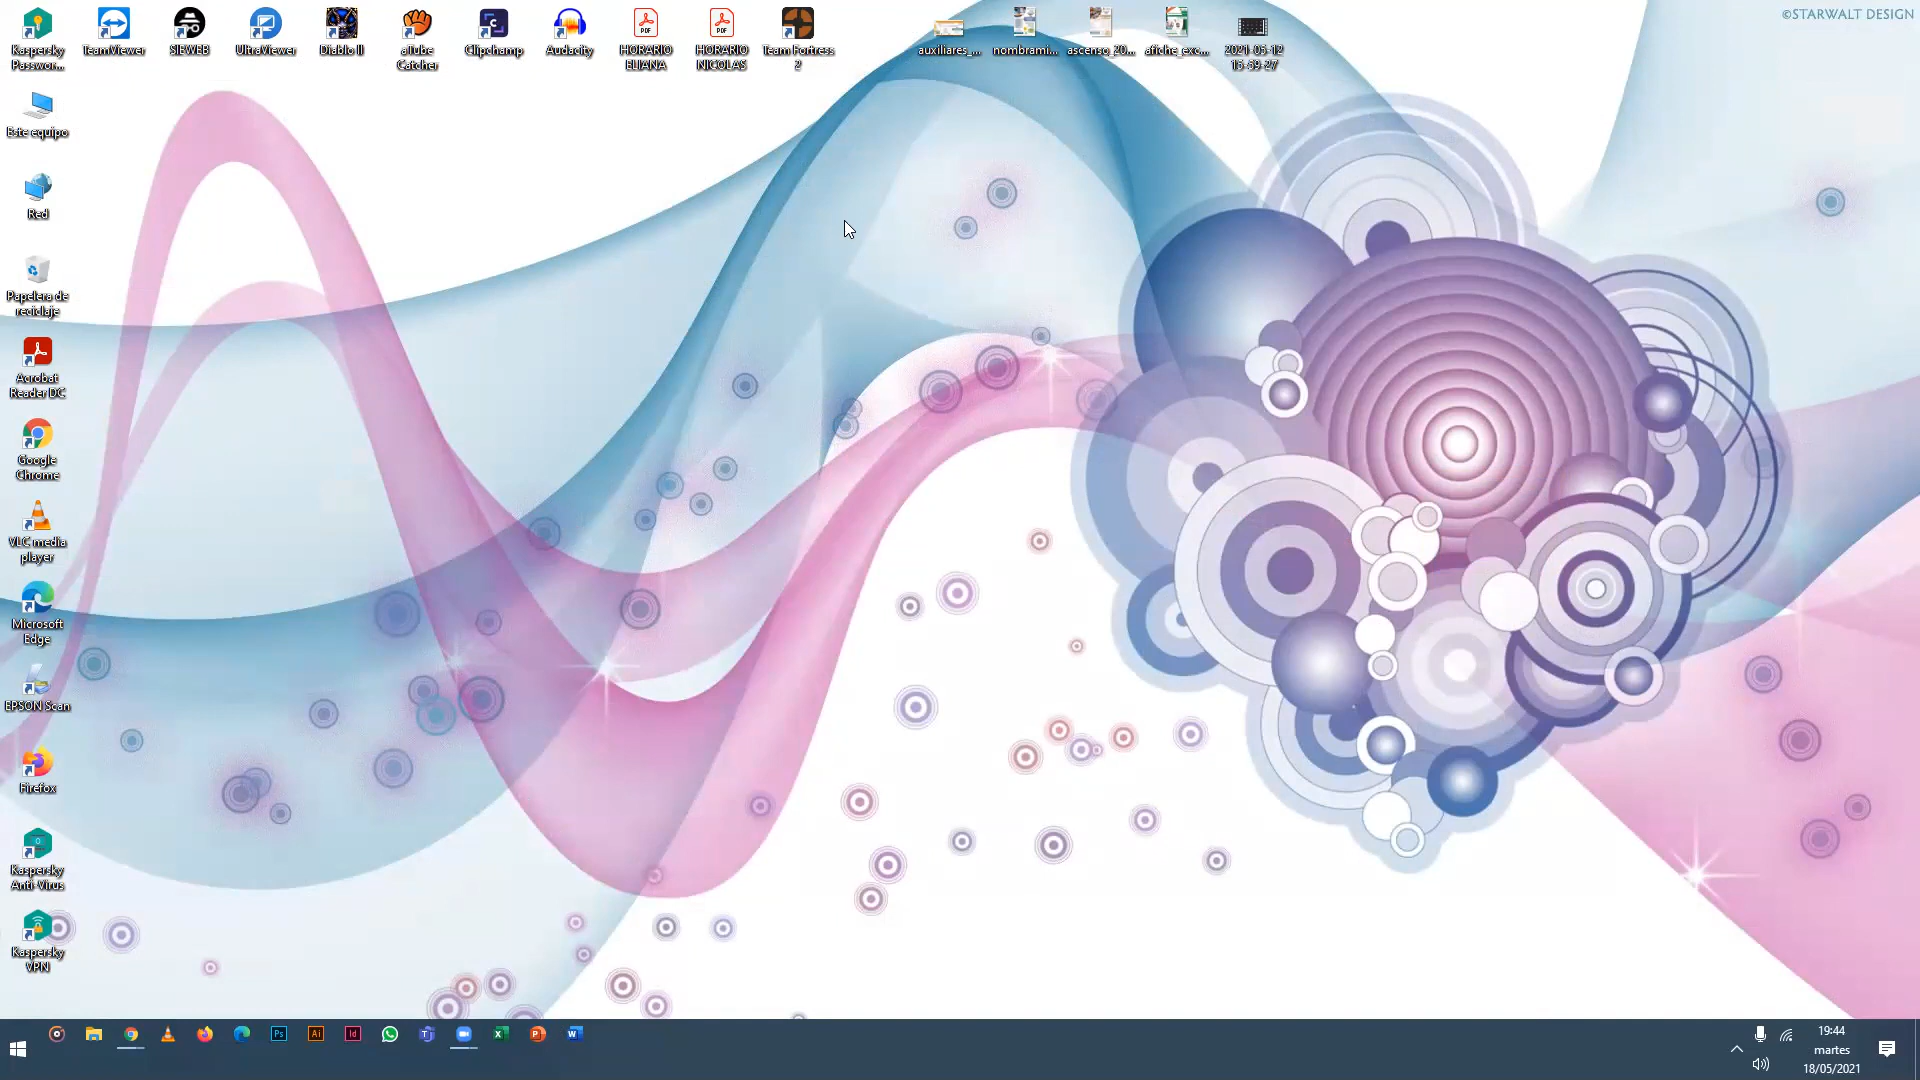 ©STARWALT DESIGN
Kaspersky
Passwor...
TeamViewer
SIEWEB
UltraViewer
Diablo II
aTube
Catcher
Clipchamp
Audacity
HORARIO
ELIANA
HORARIO
NICOLAS
Team Fortress
2
auxiliares_...
nombrami...
ascenso_20...
afiche_exc...
2021-05-12
15-59-27
Este equipo
Red
Papelera de
reciclaje
Acrobat
Reader DC
Google
Chrome
VLC media
player
Microsoft
Edge
EPSON Scan
Firefox
Kaspersky
Anti-Virus
Kaspersky
VPN
19:44
martes
18/05/2021